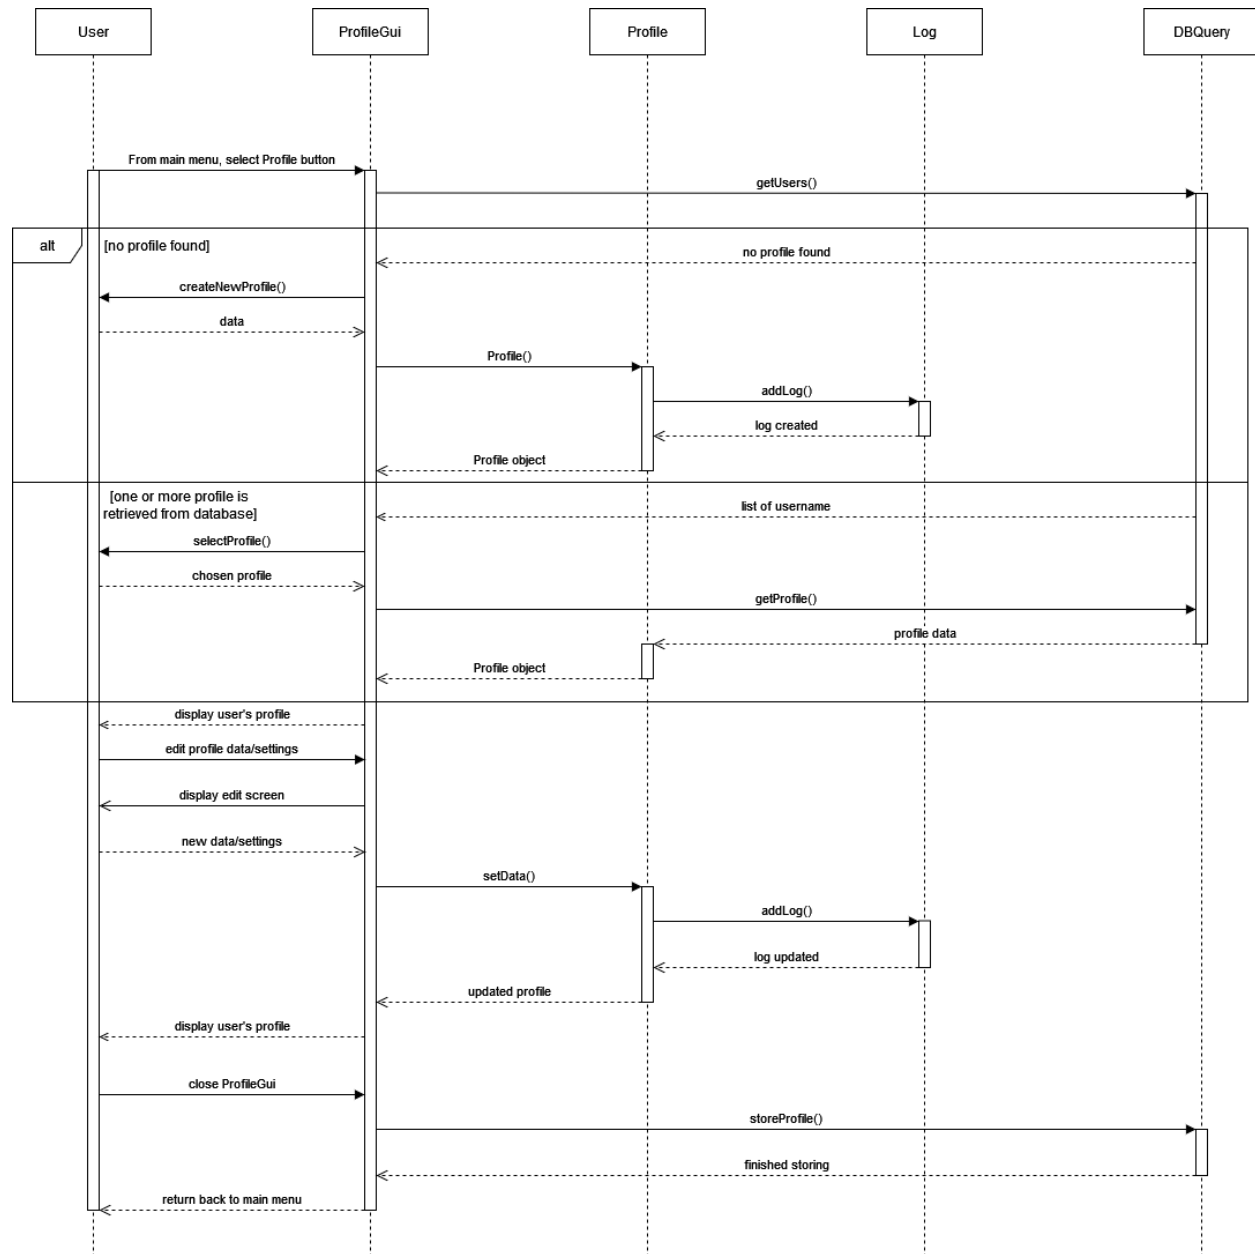 User
ProfileGui
Profile
Log
DBQuery
From main menu, select Profile button
getUsers()
alt
[no profile found]
no profile found
createNewProfile()
data
Profile()
addLog()
log created
Profile object
[one or more profile is
retrieved from database]
list of username
selectProfile()
chosen profile
getProfile()
profile data
Profile object
display user's profile
edit profile data/settings
display edit screen
new data/settings
setData()
addLog()
log updated
updated profile
display user's profile
close ProfileGui
storeProfile()
finished storing
return back to main menu